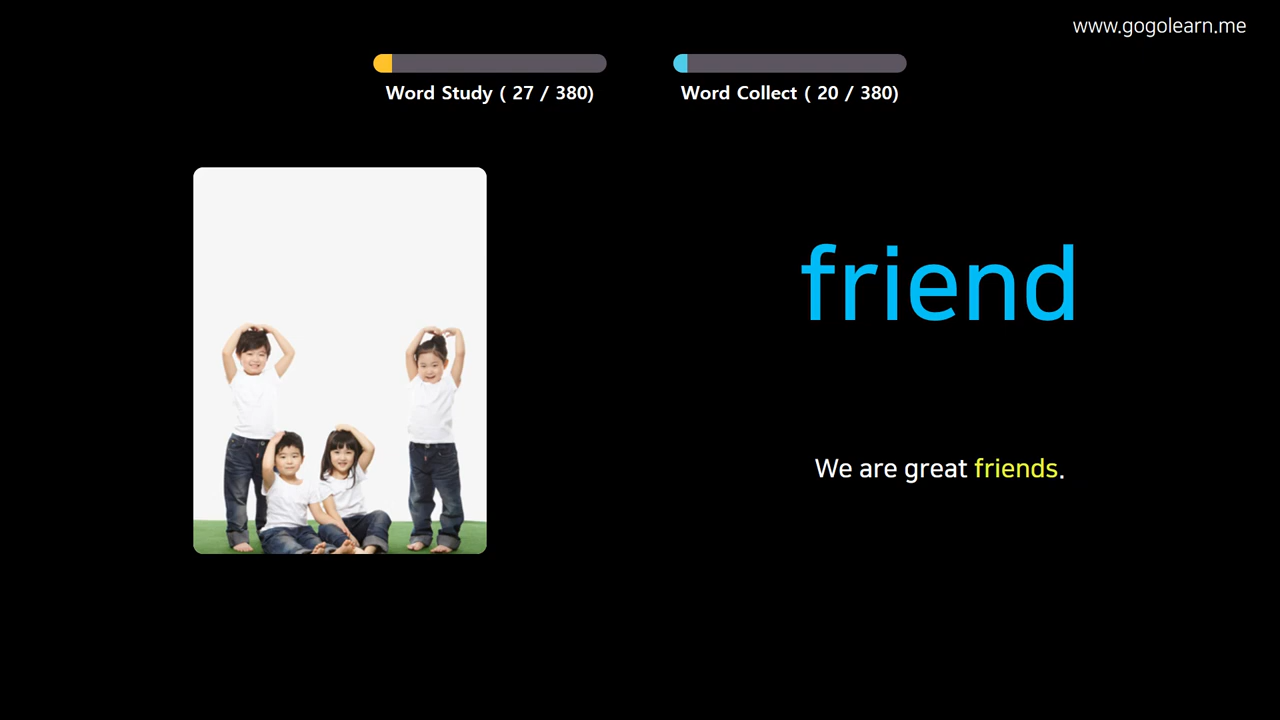 www.gogolearn.me
Word Study ( 27 / 380)
Word Collect ( 20 / 380)
friend
We are great friends.